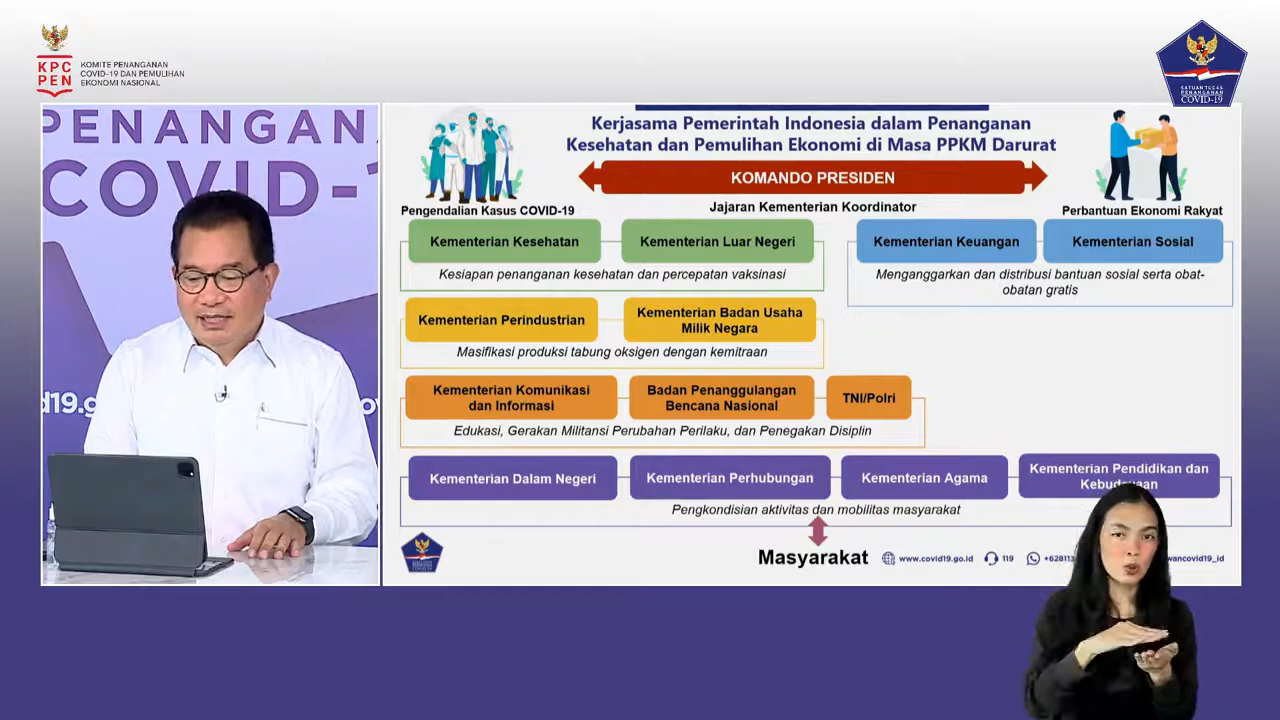 KPC
PEN
KOMITE PENANGANAN
COVID-19 DAN PEMULIHAN
EKONOMI NASIONAL
SATUAN TUGAS
PENANGANAN
COVID-19
PENANGAN
COVID-1
d19.g
Kerjasama Pemerintah Indonesia dalam Penanganan
Kesehatan dan Pemulihan Ekonomi di Masa PPKM Darurat
KOMANDO PRESIDEN
Pengendalian Kasus COVID-19
Jajaran Kementerian Koordinator
Perbantuan Ekonomi Rakyat
Kementerian Kesehatan
Kementerian Luar Negeri
Kementerian Keuangan
Kementerian Sosial
Kesiapan penanganan kesehatan dan percepatan vaksinasi
Menganggarkan dan distribusi bantuan sosial serta obat-
obatan gratis
Kementerian Perindustrian
Kementerian Badan Usaha
Milik Negara
Masifikasi produksi tabung oksigen dengan kemitraan
Kementerian Komunikasi
dan Informasi
Badan Penanggulangan
Bencana Nasional
TNI/Polri
Edukasi, Gerakan Militansi Perubahan Perilaku, dan Penegakan Disiplin
Kementerian Dalam Negeri
Kementerian Perhubungan
Kementerian Agama
Kementerian Pendidikan dan
Kebudayaan
Pengkondisian aktivitas dan mobilitas masyarakat
Masyarakat
www.covid19.go.id
119
+62811
wancovid19_id